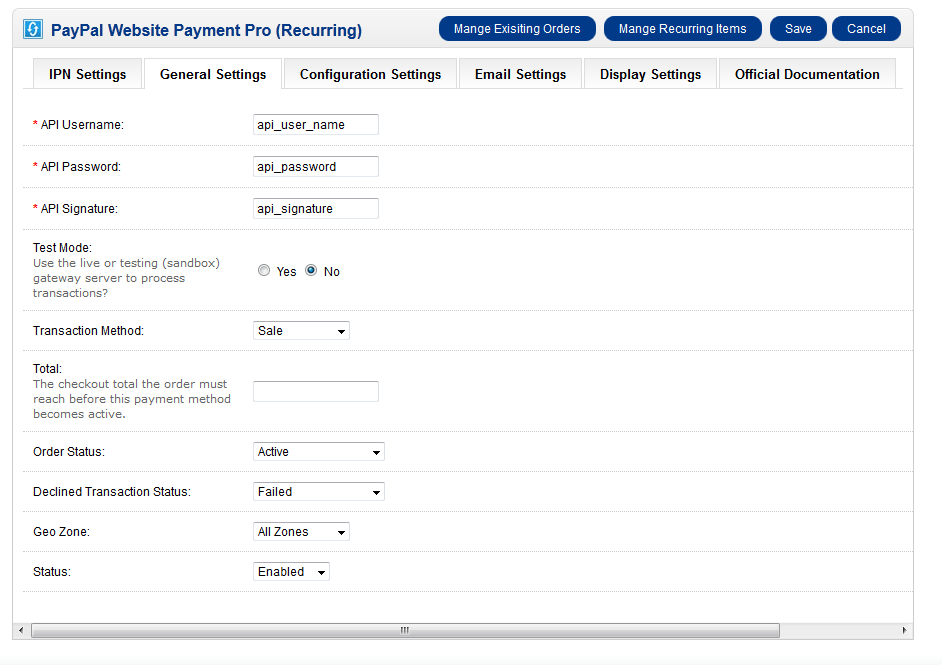 PayPal Website Payment Pro (Recurring)
Mange Exisiting Orders
Mange Recurring Items
Save
Cancel
IPN Settings
General Settings
Configuration Settings
Email Settings
Display Settings
Official Documentation
* API Username:
api_user_name
* API Password:
api_password
* API Signature:
api_signature
Test Mode:
Use the live or testing (sandbox)
gateway server to process
transactions?
Yes No
Transaction Method:
Sale
Total:
The checkout total the order must
reach before this payment method
becomes active.
Order Status:
Active
Declined Transaction Status:
Failed
Geo Zone:
All Zones
Status:
Enabled